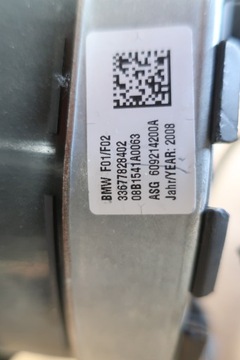 BMW F01/F02
33677828402
08B1541A0063
ASG 609214200A
Jahr/YEAR: 2008